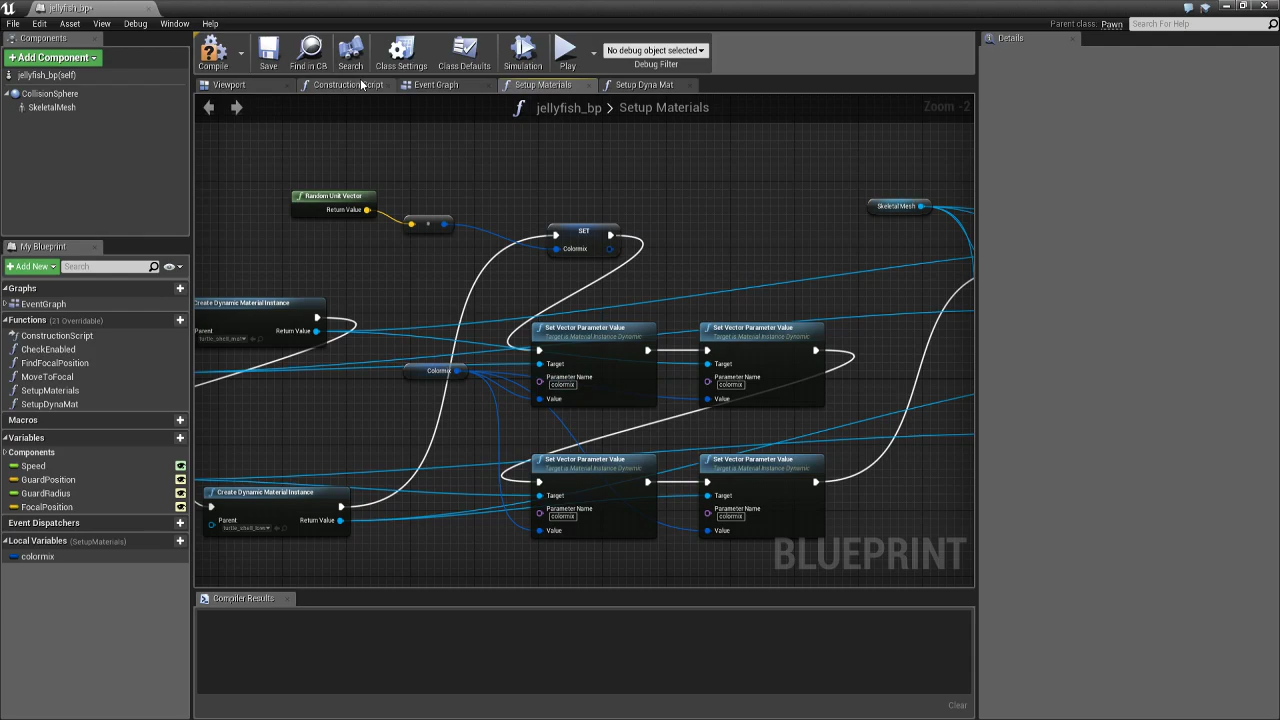 jellyfish_bp*
File Edit Asset View Debug Window Help
Parent class: Pawn
Search For Help
Components
Add Component
jellyfish_bp(self)
CollisionSphere
SkeletalMesh
My Blueprint
Add New
Search
Graphs
EventGraph
Functions (21 Overridable)
ConstructionScript
CheckEnabled
FindFocalPosition
MoveToFocal
SetupMaterials
SetupDynaMat
Macros
Variables
Components
Speed
GuardPosition
GuardRadius
FocalPosition
Event Dispatchers
Local Variables (SetupMaterials)
colormix
Compile
Save
Find in CB
Search
Class Settings
Class Defaults
Simulation
Play
No debug object selected
Debug Filter
Viewport
Construction Script
Event Graph
Setup Materials
Setup Dyna Mat
jellyfish_bp > Setup Materials
Zoom -2
Random Unit Vector
Return Value
SET
Colormix
Skeletal Mesh
Create Dynamic Material Instance
Parent
Return Value
Colormix
Set Vector Parameter Value
Target is Material Instance Dynamic
Target
Parameter Name
colormix
Value
Set Vector Parameter Value
Target is Material Instance Dynamic
Target
Parameter Name
colormix
Value
Create Dynamic Material Instance
Parent
Return Value
Set Vector Parameter Value
Target is Material Instance Dynamic
Target
Parameter Name
colormix
Value
Set Vector Parameter Value
Target is Material Instance Dynamic
Target
Parameter Name
colormix
Value
BLUEPRINT
Compiler Results
Clear
Details